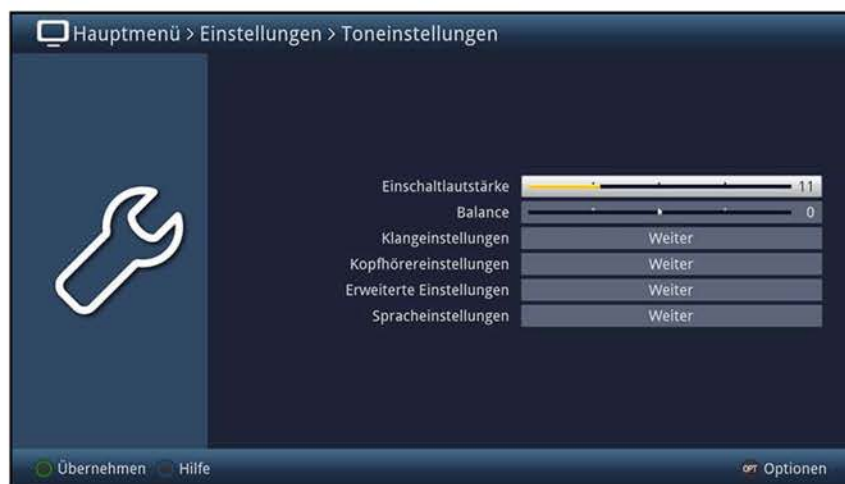 Hauptmenü > Einstellungen > Toneinstellungen
Einschaltlautstärke 11
Balance 0
Klangeinstellungen Weiter
Kopfhörereinstellungen Weiter
Erweiterte Einstellungen Weiter
Spracheinstellungen Weiter
Übernehmen Hilfe OPT Optionen